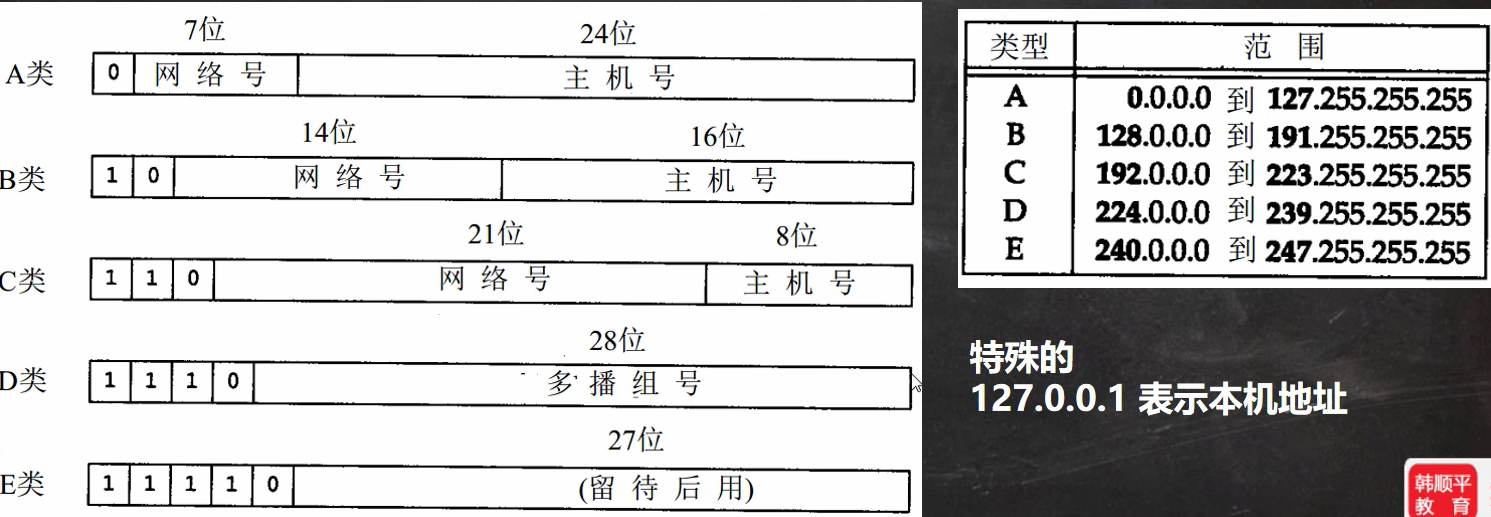 7位 24位
A类 0 网络号 主机号
14位 16位
B类 1 0 网络号 主机号
21位 8位
C类 1 1 0 网络号 主机号
28位
D类 1 1 1 0 多播组号
27位
E类 1 1 1 1 0 (留待后用)
类型 范围
A 0.0.0.0 到 127.255.255.255
B 128.0.0.0 到 191.255.255.255
C 192.0.0.0 到 223.255.255.255
D 224.0.0.0 到 239.255.255.255
E 240.0.0.0 到 247.255.255.255
特殊的
127.0.0.1 表示本机地址
韩顺平
教育